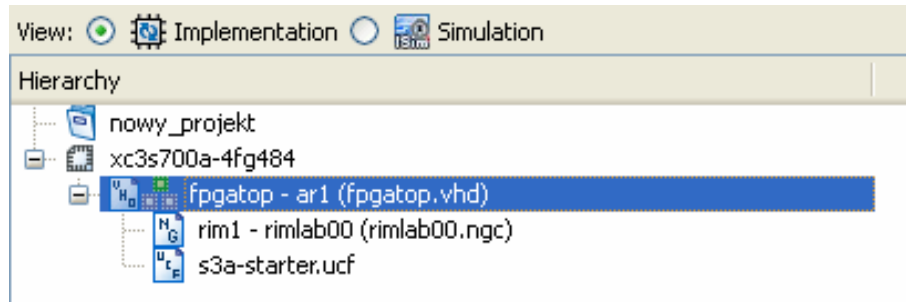 View: Implementation Simulation
Hierarchy
nowy_projekt
xc3s700a-4fg484
fpgatop - ar1 (fpgatop.vhd)
rim1 - rimlab00 (rimlab00.ngc)
s3a-starter.ucf